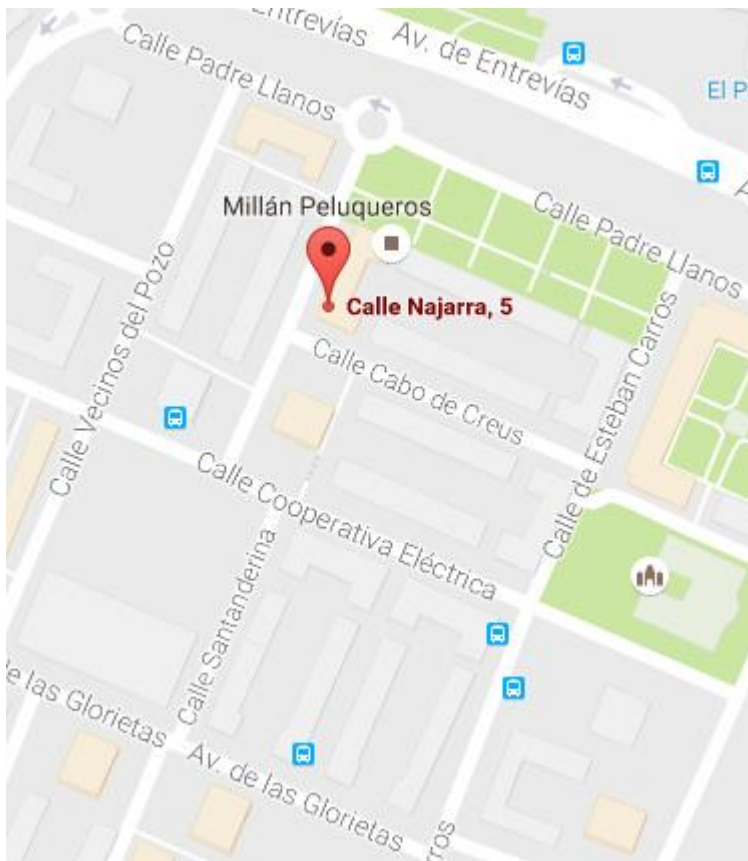 Entrevías
Av. de Entrevías
Calle Padre Llanos
El P
A
Millán Peluqueros
Calle Padre Llanos
Calle Najarra, 5
Calle Vecinos del Pozo
Calle Cabo de Creus
Calle de Esteban Carros
Calle Cooperativa Eléctrica
Calle Santanderina
de las Glorietas
Av. de las Glorietas
rros